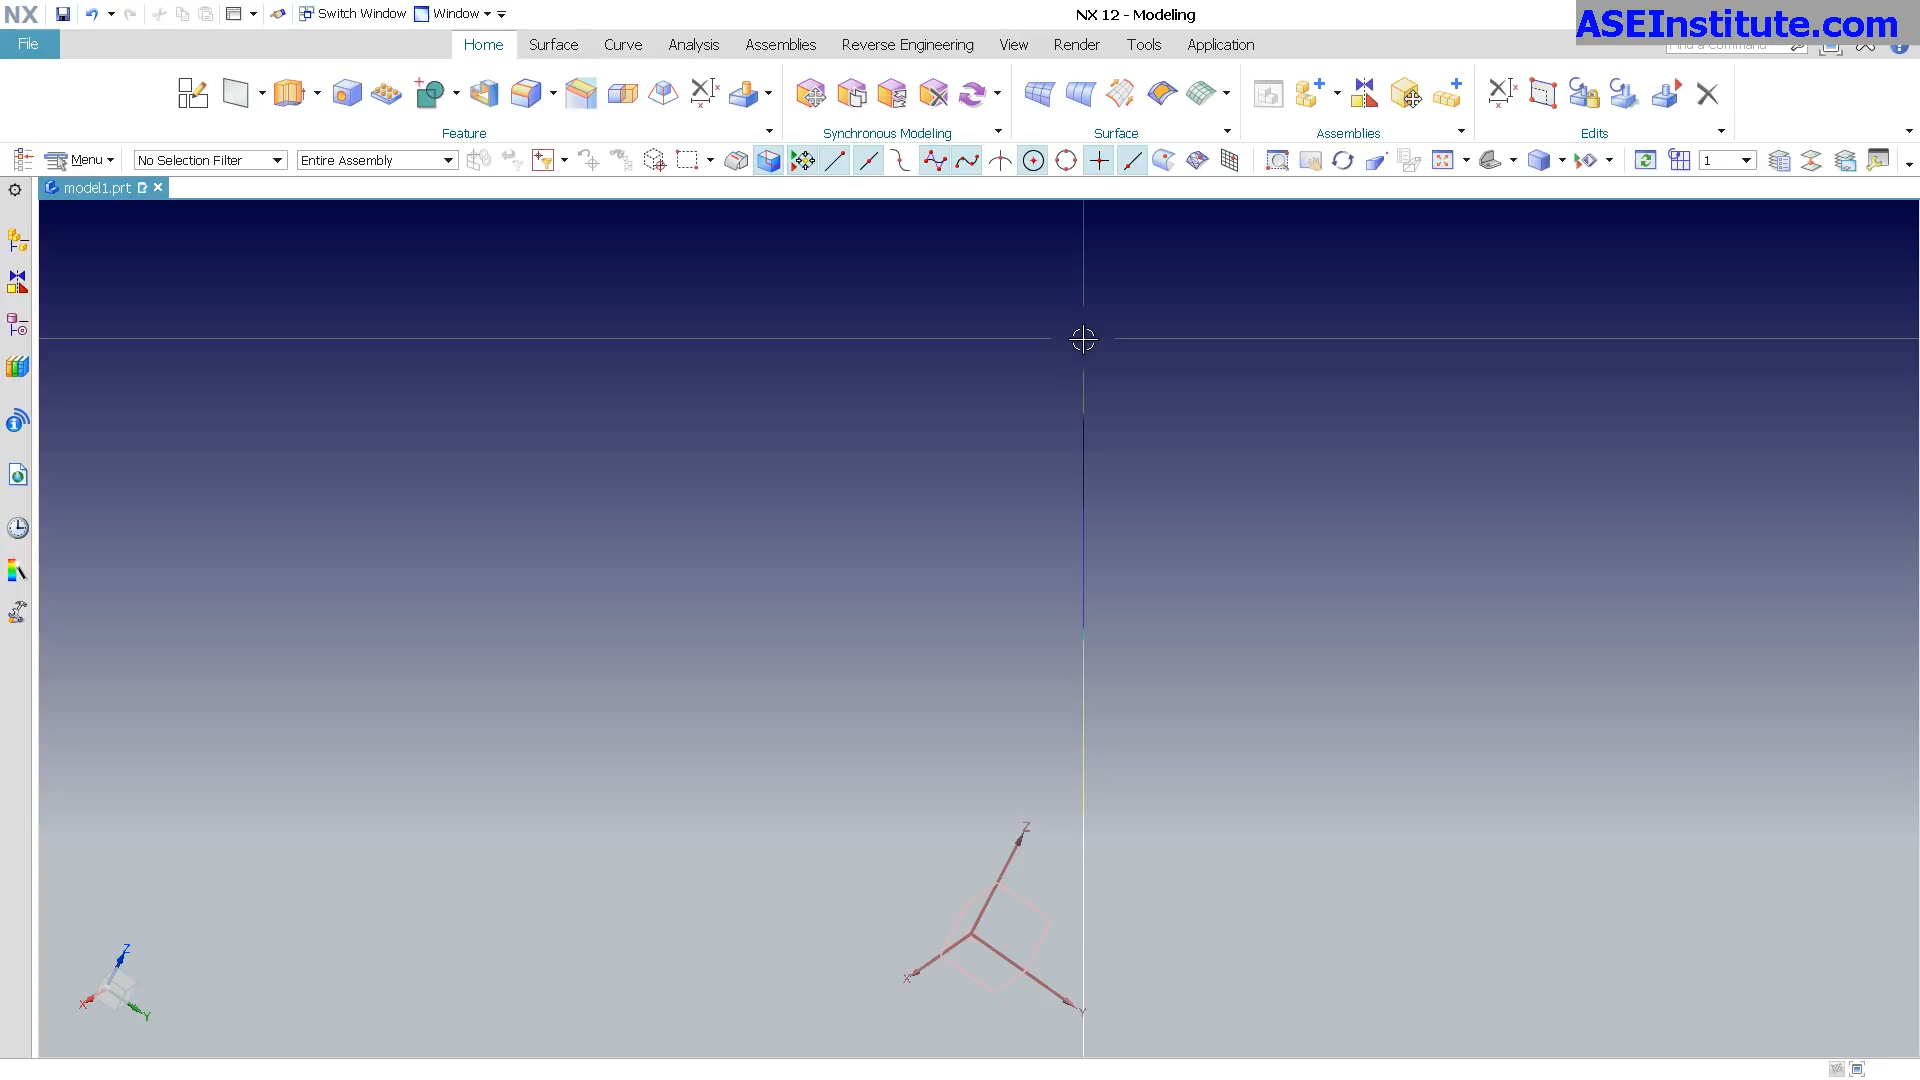 NX
Switch Window
Window
NX 12 - Modeling
ASEInstitute.com
File
Home
Surface
Curve
Analysis
Assemblies
Reverse Engineering
View
Render
Tools
Application
Feature
Synchronous Modeling
Surface
Assemblies
Edits
Menu
No Selection Filter
Entire Assembly
1
model1.prt
Z
X
Y
Z
X
Y